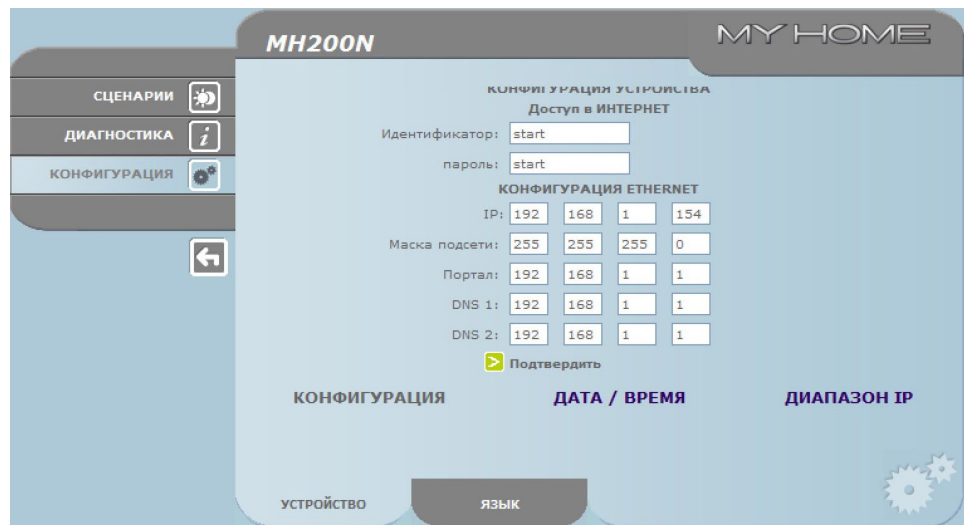 MH200N
MY HOME
СЦЕНАРИИ
ДИАГНОСТИКА
КОНФИГУРАЦИЯ
КОНФИГУРАЦИЯ УСТРОЙСТВА
Доступ в ИНТЕРНЕТ
Идентификатор: start
пароль: start
КОНФИГУРАЦИЯ ETHERNET
IP: 192 168 1 154
Маска подсети: 255 255 255 0
Портал: 192 168 1 1
DNS 1: 192 168 1 1
DNS 2: 192 168 1 1
Подтвердить
КОНФИГУРАЦИЯ ДАТА / ВРЕМЯ ДИАПАЗОН IP
УСТРОЙСТВО ЯЗЫК